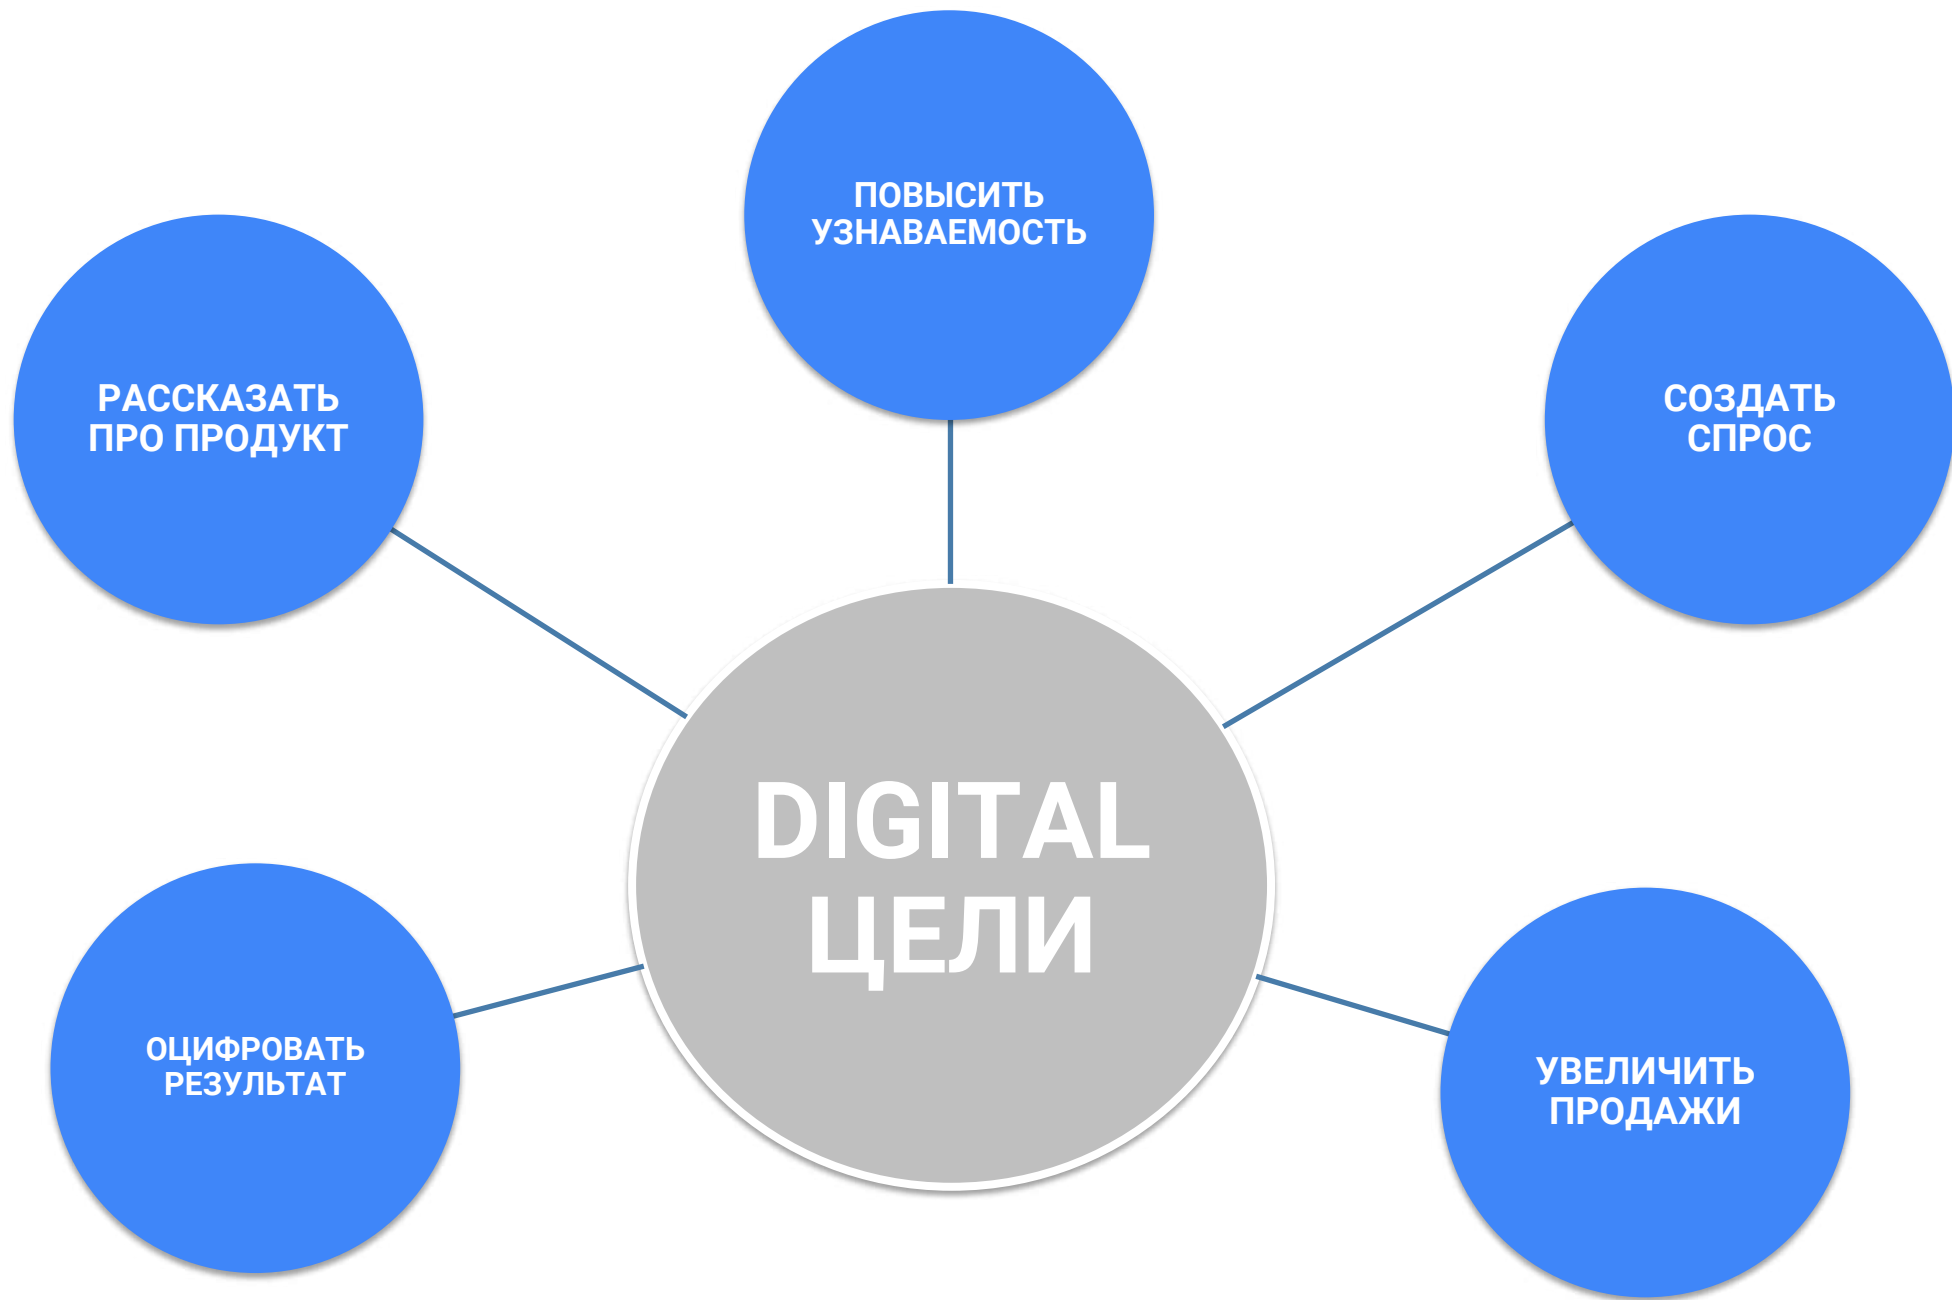 ПОВЫСИТЬ
УЗНАВАЕМОСТЬ
РАССКАЗАТЬ
ПРО ПРОДУКТ
СОЗДАТЬ
СПРОС
DIGITAL
ЦЕЛИ
ОЦИФРОВАТЬ
РЕЗУЛЬТАТ
УВЕЛИЧИТЬ
ПРОДАЖИ